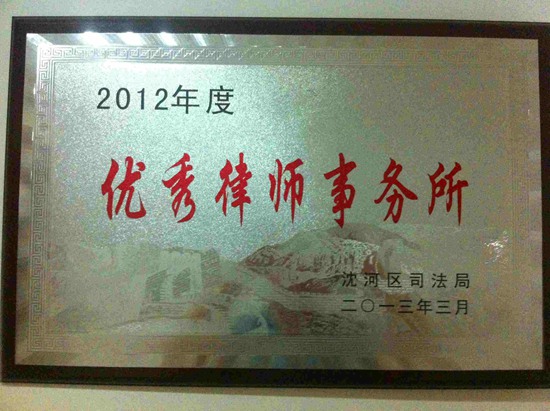 2012年度
优秀律师事务所
沈河区司法局
二〇一三年三月